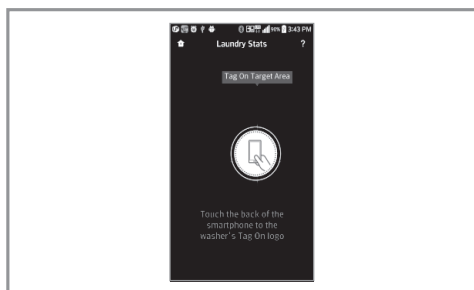 90% 3:43 PM
Laundry Stats ?
Tag On Target Area
Touch the back of the
smartphone to the
washer's Tag On logo